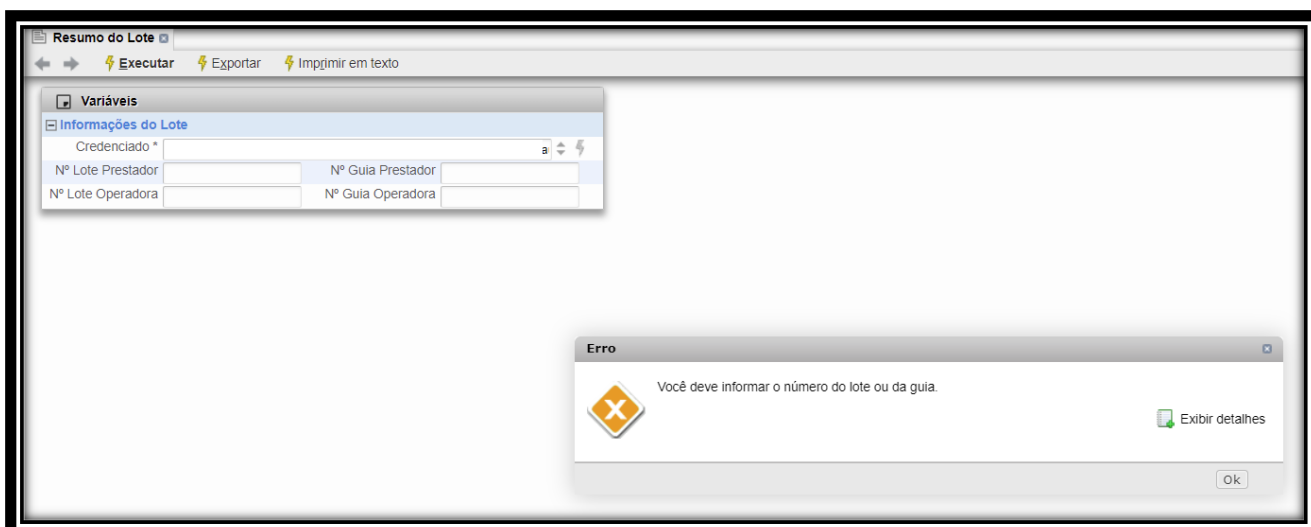 Resumo do Lote
Executar Exportar Imprimir em texto
Variáveis
Informações do Lote
Credenciado * a
Nº Lote Prestador Nº Guia Prestador
Nº Lote Operadora Nº Guia Operadora
Erro
Você deve informar o número do lote ou da guia.
Exibir detalhes
Ok